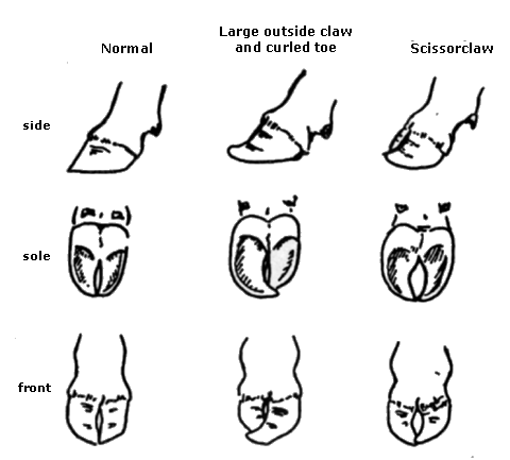 Normal
Large outside claw
and curled toe
Scissorclaw
side
sole
front